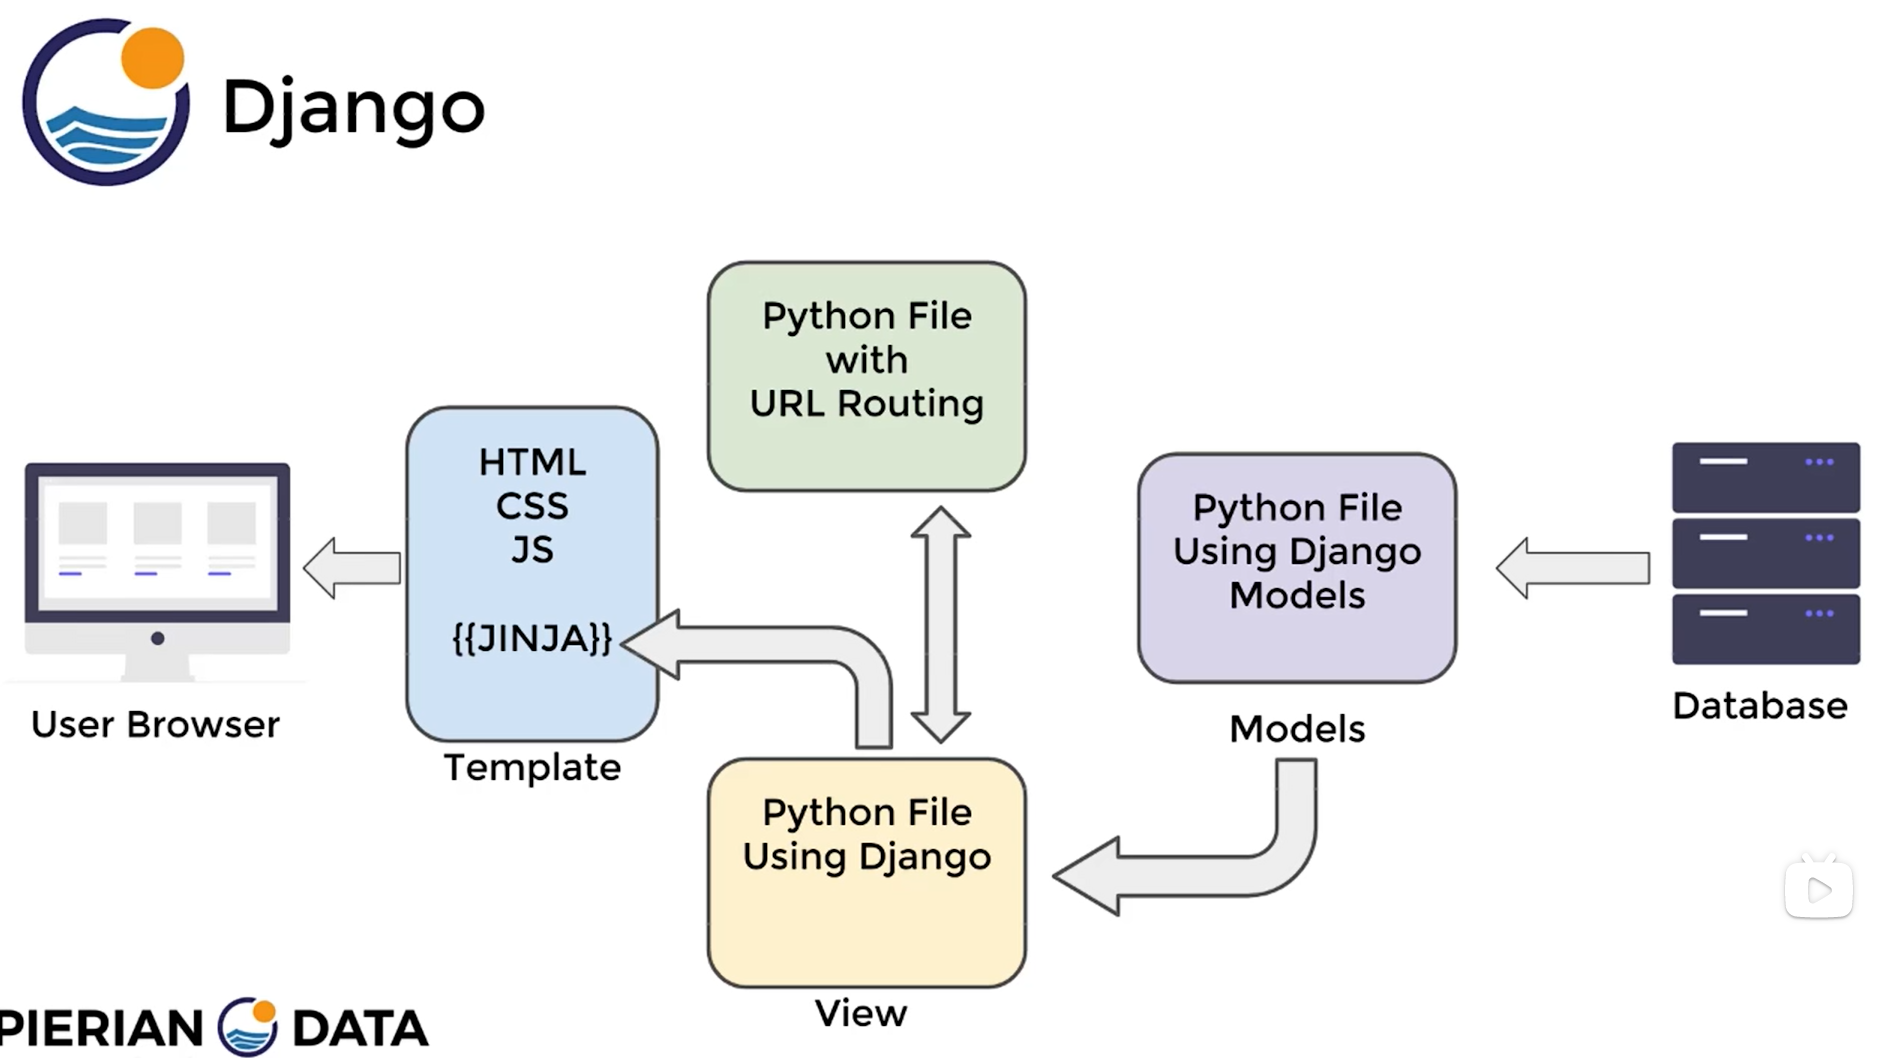 Django
Python File
with
URL Routing
HTML
CSS
JS
{{JINJA}}
Template
User Browser
Python File
Using Django
Models
Models
Database
Python File
Using Django
View
PIERIAN DATA